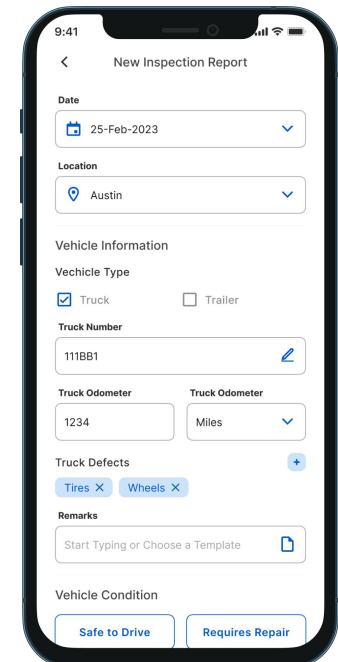 9:41
New Inspection Report
Date
25-Feb-2023
Location
Austin
Vehicle Information
Vechicle Type
Truck Trailer
Truck Number
111BB1
Truck Odometer Truck Odometer
1234 Miles
Truck Defects +
Tires X Wheels X
Remarks
Start Typing or Choose a Template
Vehicle Condition
Safe to Drive Requires Repair